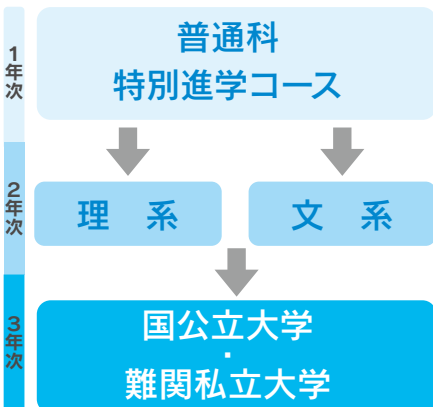 1年次
普通科
特別進学コース
2年次
理 系
文 系
3年次
国公立大学
・
難関私立大学